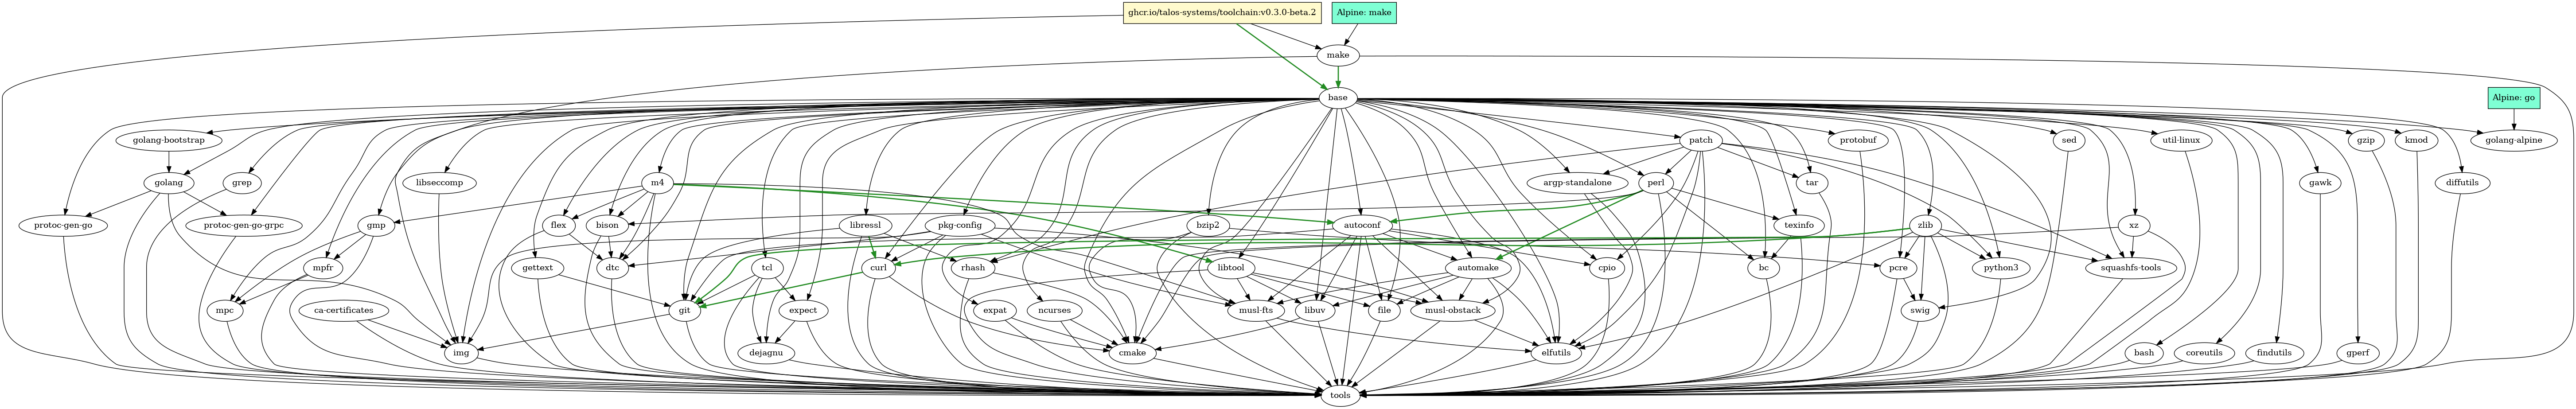 ghcr.io/talos-systems/toolchain:v0.3.0-beta.2
Alpine: make
make
base
Alpine: go
golang-bootstrap
patch
protobuf
sed
util-linux
gzip
kmod
golang-alpine
golang
grep
libseccomp
m4
argp-standalone
perl
tar
gawk
diffutils
protoc-gen-go
protoc-gen-go-grpc
gmp
flex
bison
libressl
pkg-config
bzip2
autoconf
texinfo
zlib
xz
mpfr
gettext
dtc
tcl
curl
rhash
libtool
automake
cpio
bc
pcre
python3
squashfs-tools
mpc
ca-certificates
git
expect
expat
ncurses
musl-fts
libuv
file
musl-obstack
swig
img
dejagnu
cmake
elfutils
bash
coreutils
findutils
gperf
tools